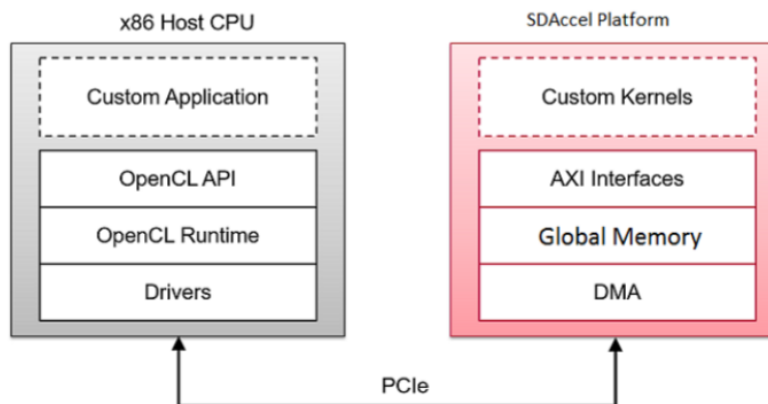 x86 Host CPU
Custom Application
OpenCL API
OpenCL Runtime
Drivers
SDAccel Platform
Custom Kernels
AXI Interfaces
Global Memory
DMA
PCIe